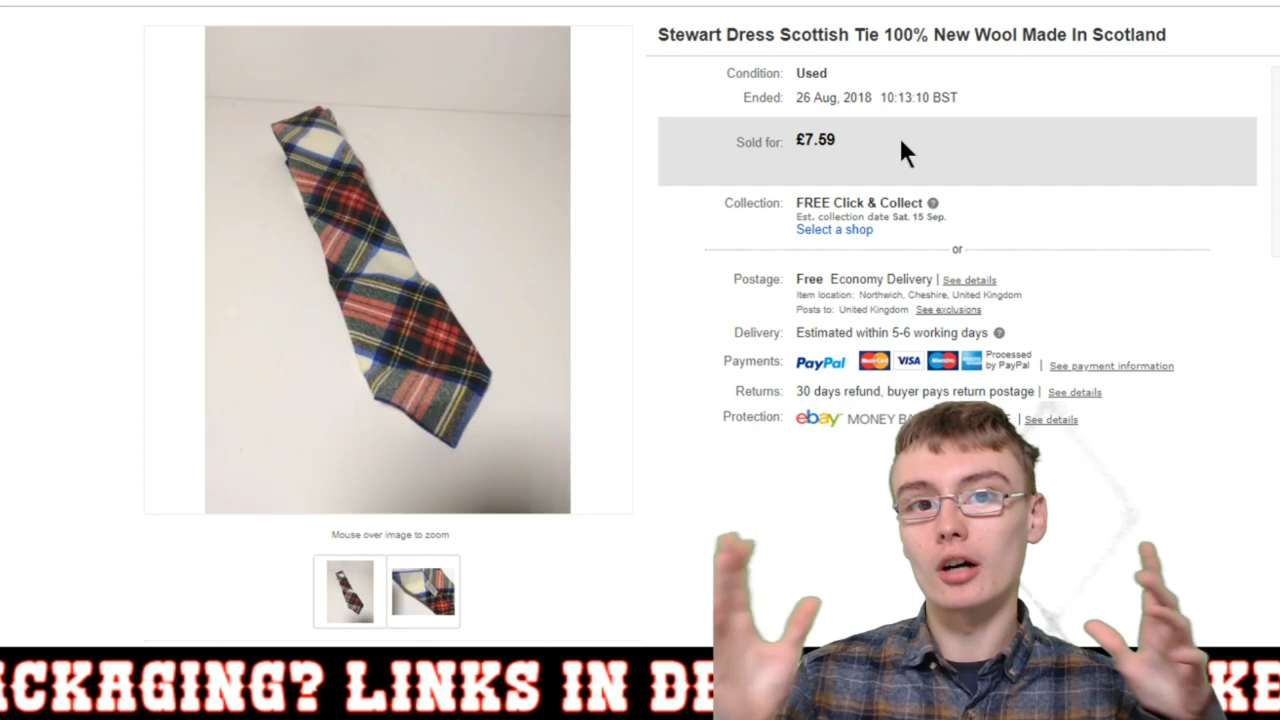 Stewart Dress Scottish Tie 100% New Wool Made In Scotland
Condition: Used
Ended: 26 Aug, 2018 10:13:10 BST
Sold for: £7.59
Collection: FREE Click & Collect ?
Est. collection date Sat. 15 Sep.
Select a shop
or
Postage: Free Economy Delivery | See details
Item location: Northwich, Cheshire, United Kingdom
Posts to: United Kingdom See exclusions
Delivery: Estimated within 5-6 working days ?
Payments: PayPal MasterCard VISA Maestro Processed by PayPal | See payment information
Returns: 30 days refund, buyer pays return postage | See details
Protection: ebay MONEY BA | See details
Mouse over image to zoom
ACKAGING? LINKS IN DE KE